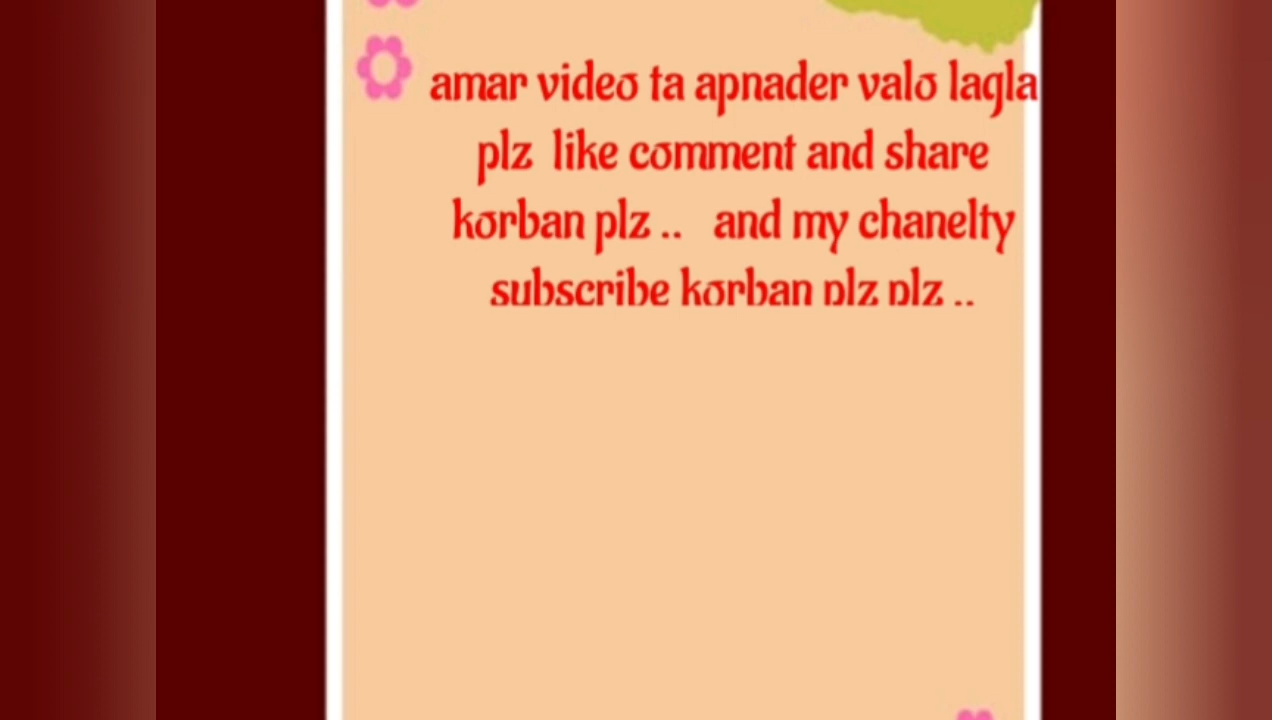 amar video ta apnader valo lagla
plz like comment and share
korban plz .. and my chanelty
subscribe korban plz plz ..